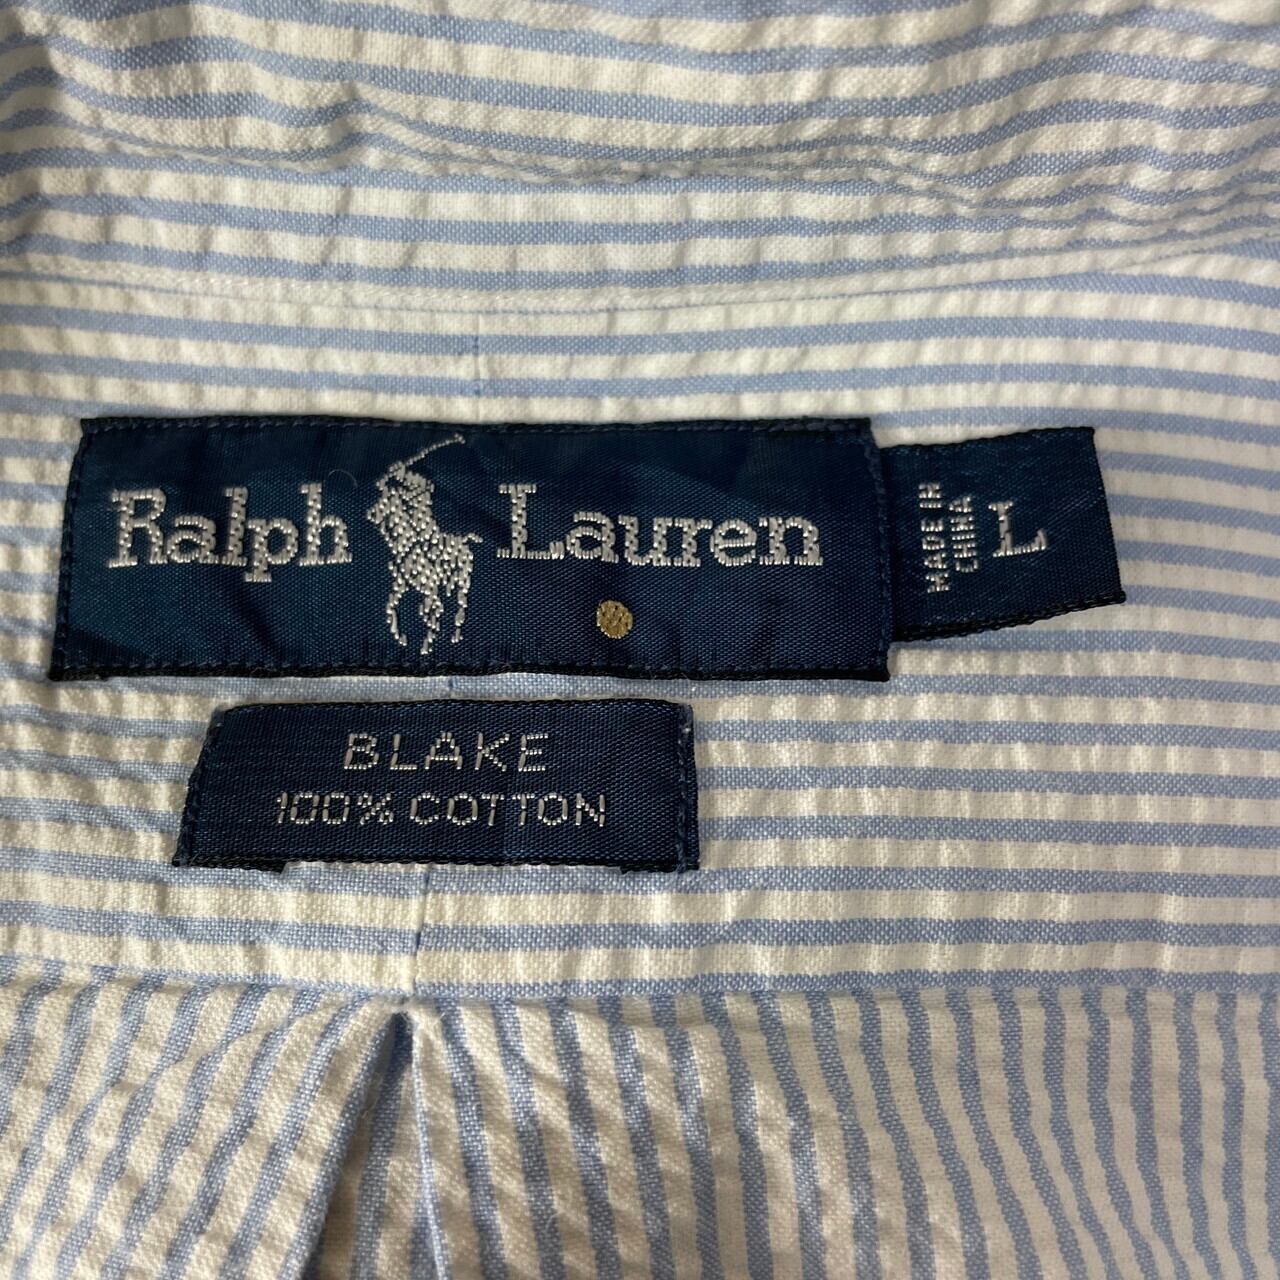 Ralph Lauren
MADE IN
CHINA
L
BLAKE
100% COTTON